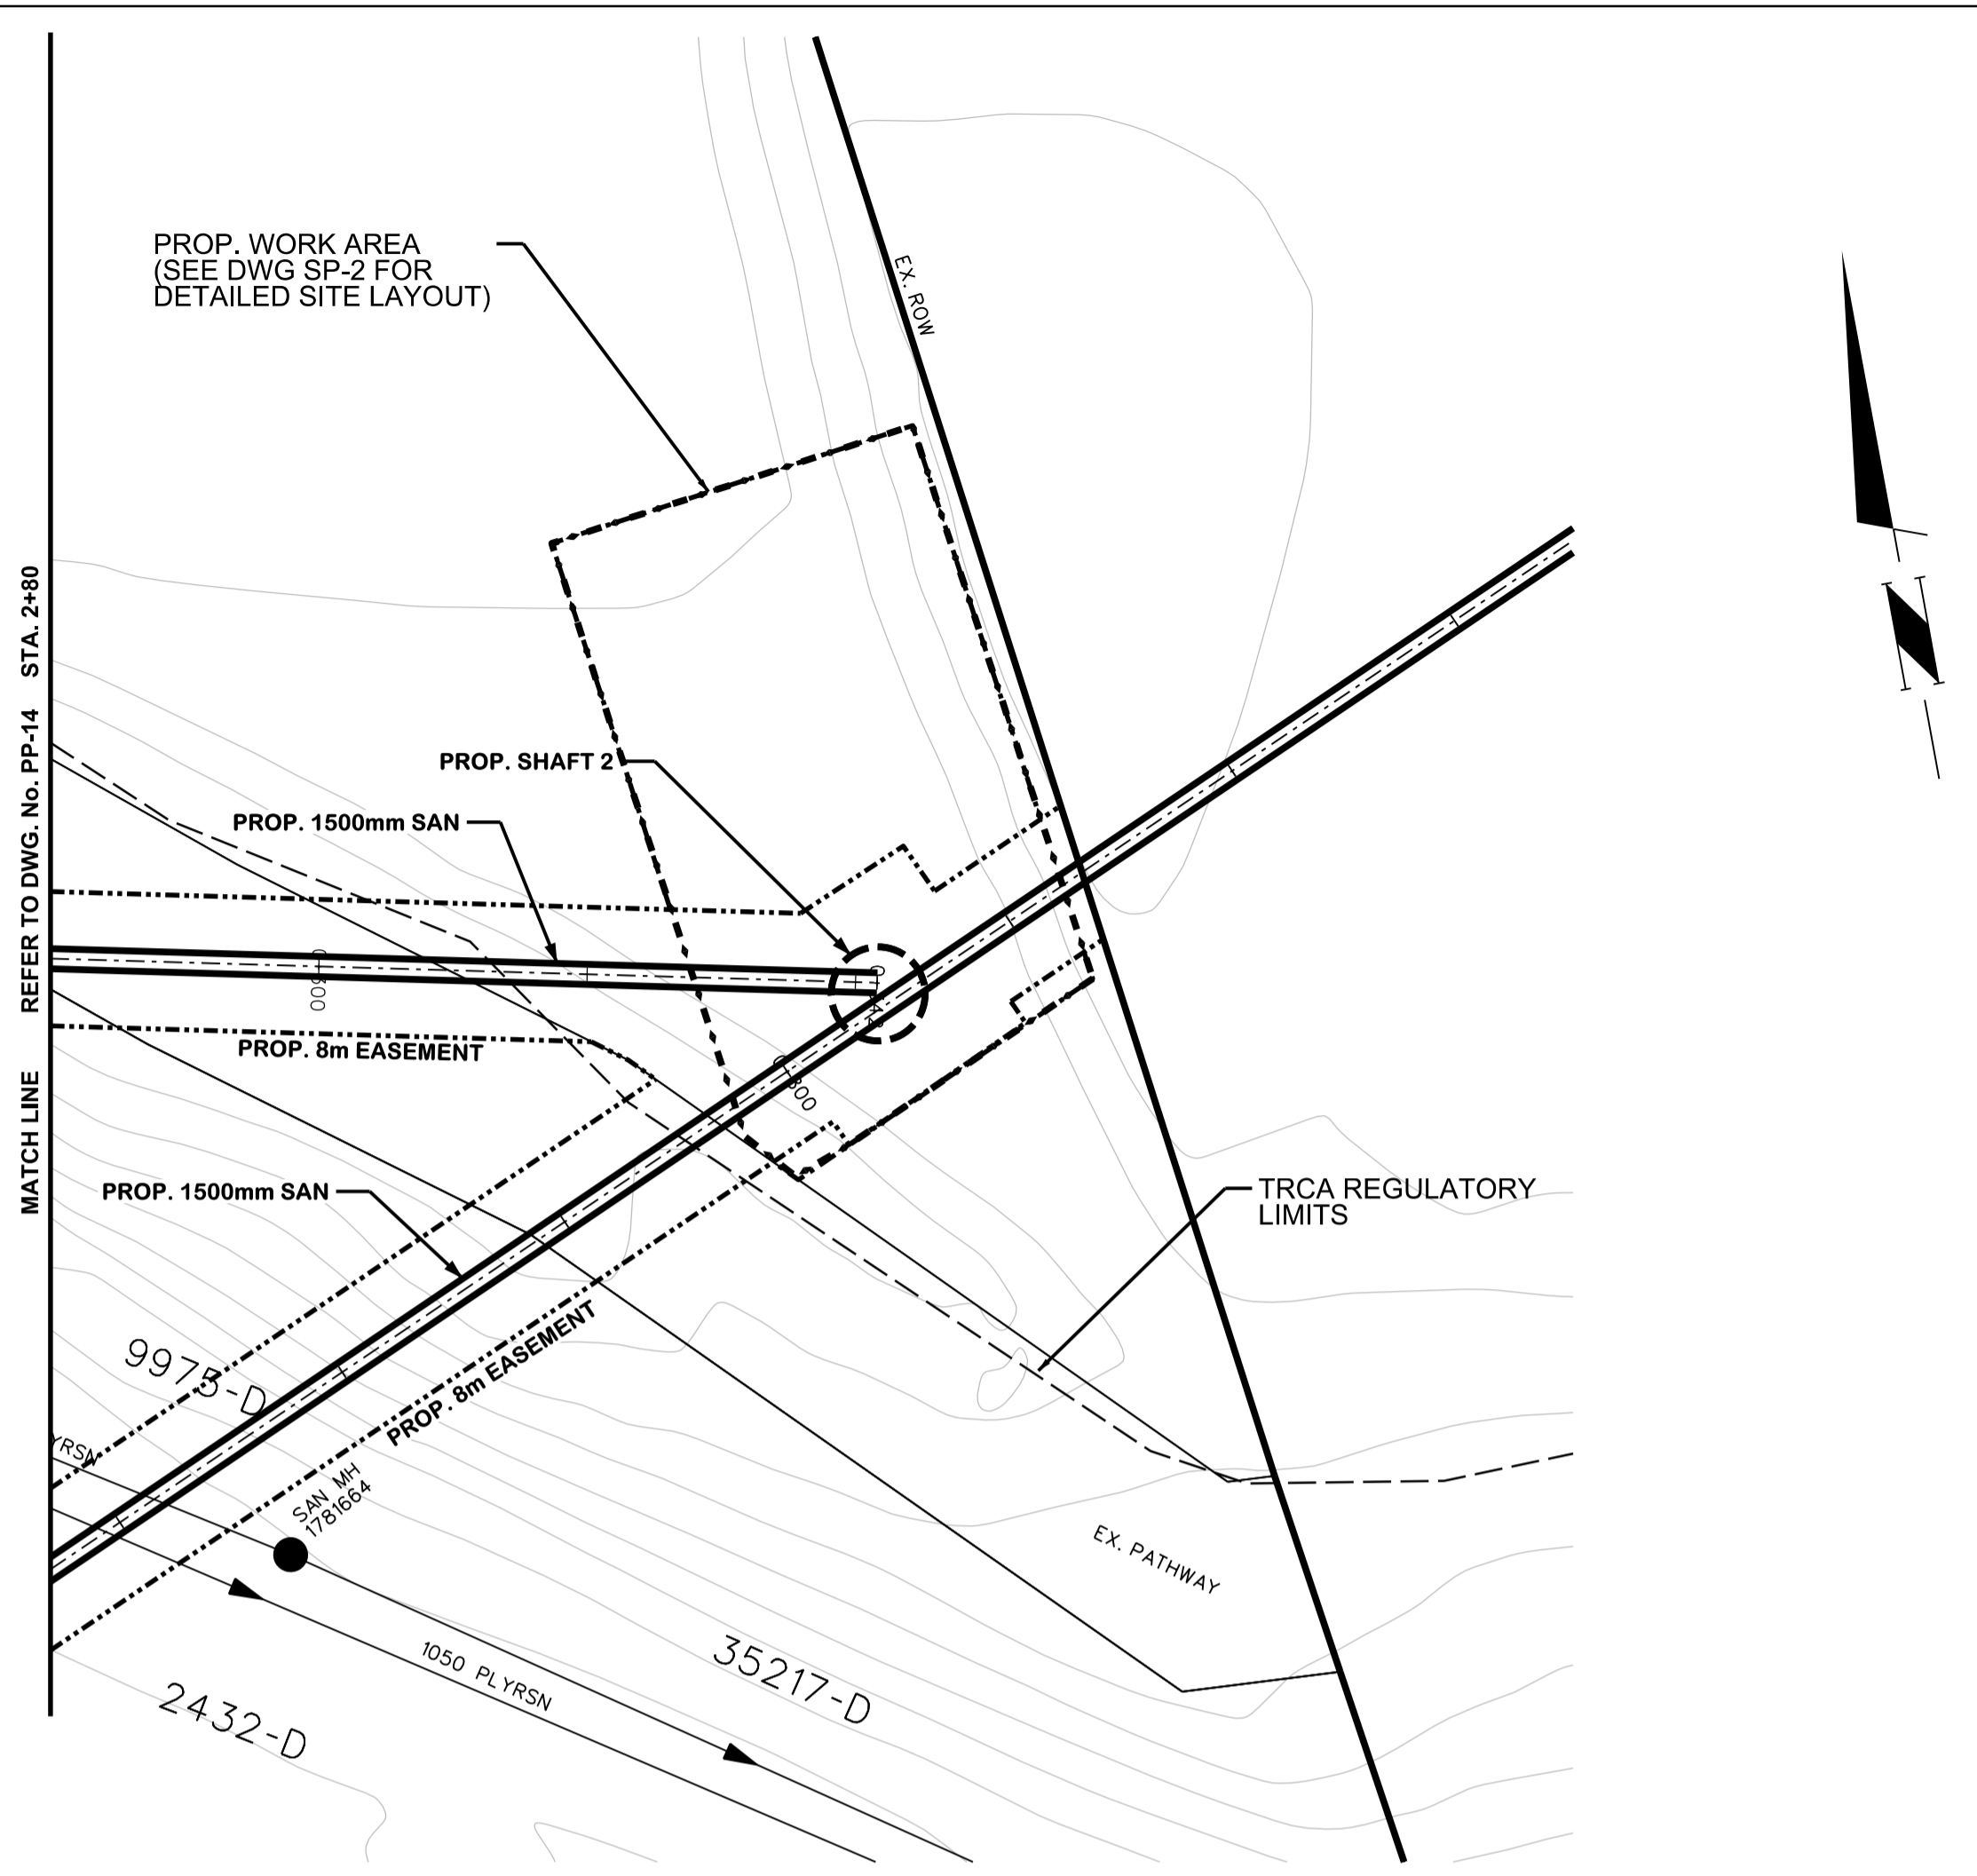 PROP. WORK AREA
(SEE DWG SP-2 FOR
DETAILED SITE LAYOUT)
EX. ROW
MATCH LINE REFER TO DWG. No. PP-14 STA. 2+80
PROP. SHAFT 2
PROP. 1500mm SAN
PROP. 8m EASEMENT
PROP. 1500mm SAN
TRCA REGULATORY
LIMITS
PROP. 8m EASEMENT
9975-D
YRSN
SAN MH
1781664
EX. PATHWAY
1050 PLYRSN
35217-D
2432-D
N